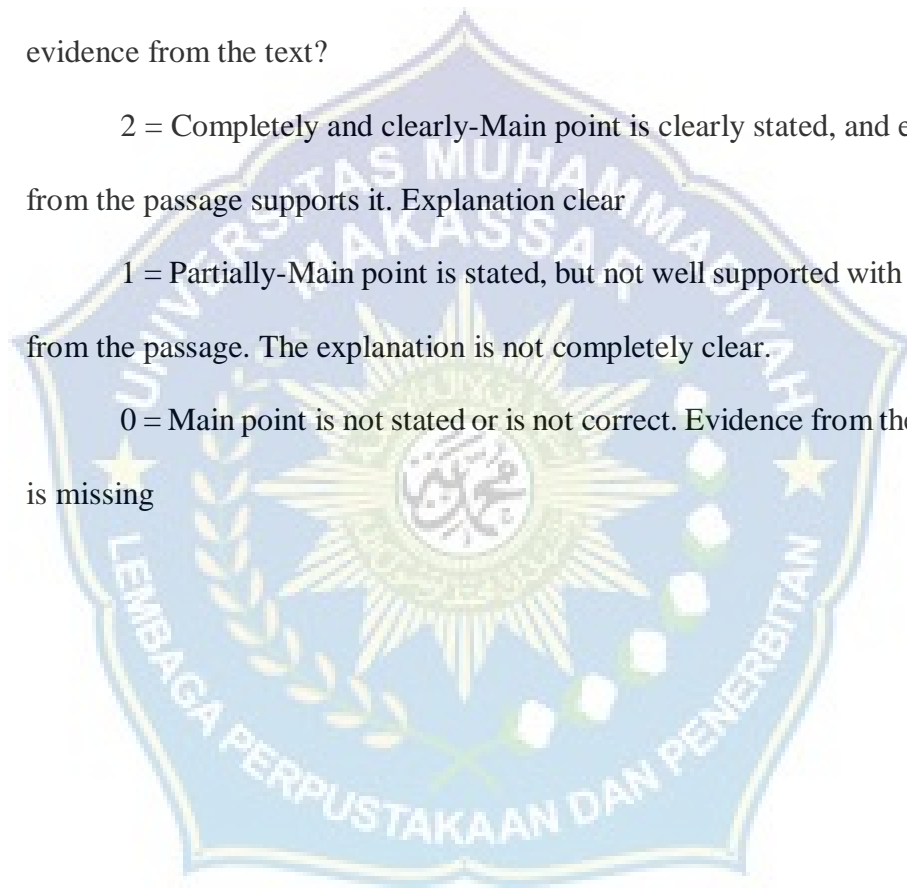 evidence from the text?
2 = Completely and clearly-Main point is clearly stated, and e
from the passage supports it. Explanation clear
1 = Partially-Main point is stated, but not well supported with
from the passage. The explanation is not completely clear.
0 = Main point is not stated or is not correct. Evidence from the
is missing
UNIVERSITAS MUHAMMADIYAH
MAKASSAR
LEMBAGA PERPUSTAKAAN DAN PENERBITAN